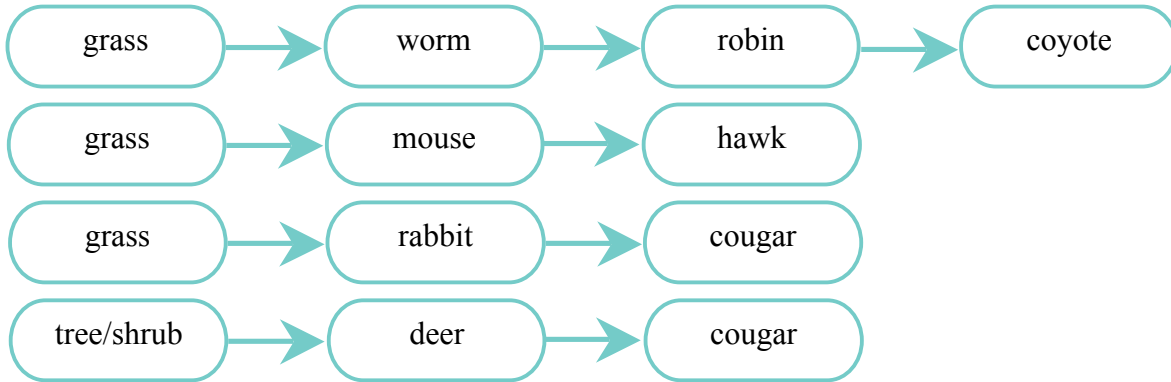 grass worm robin coyote
grass mouse hawk
grass rabbit cougar
tree/shrub deer cougar